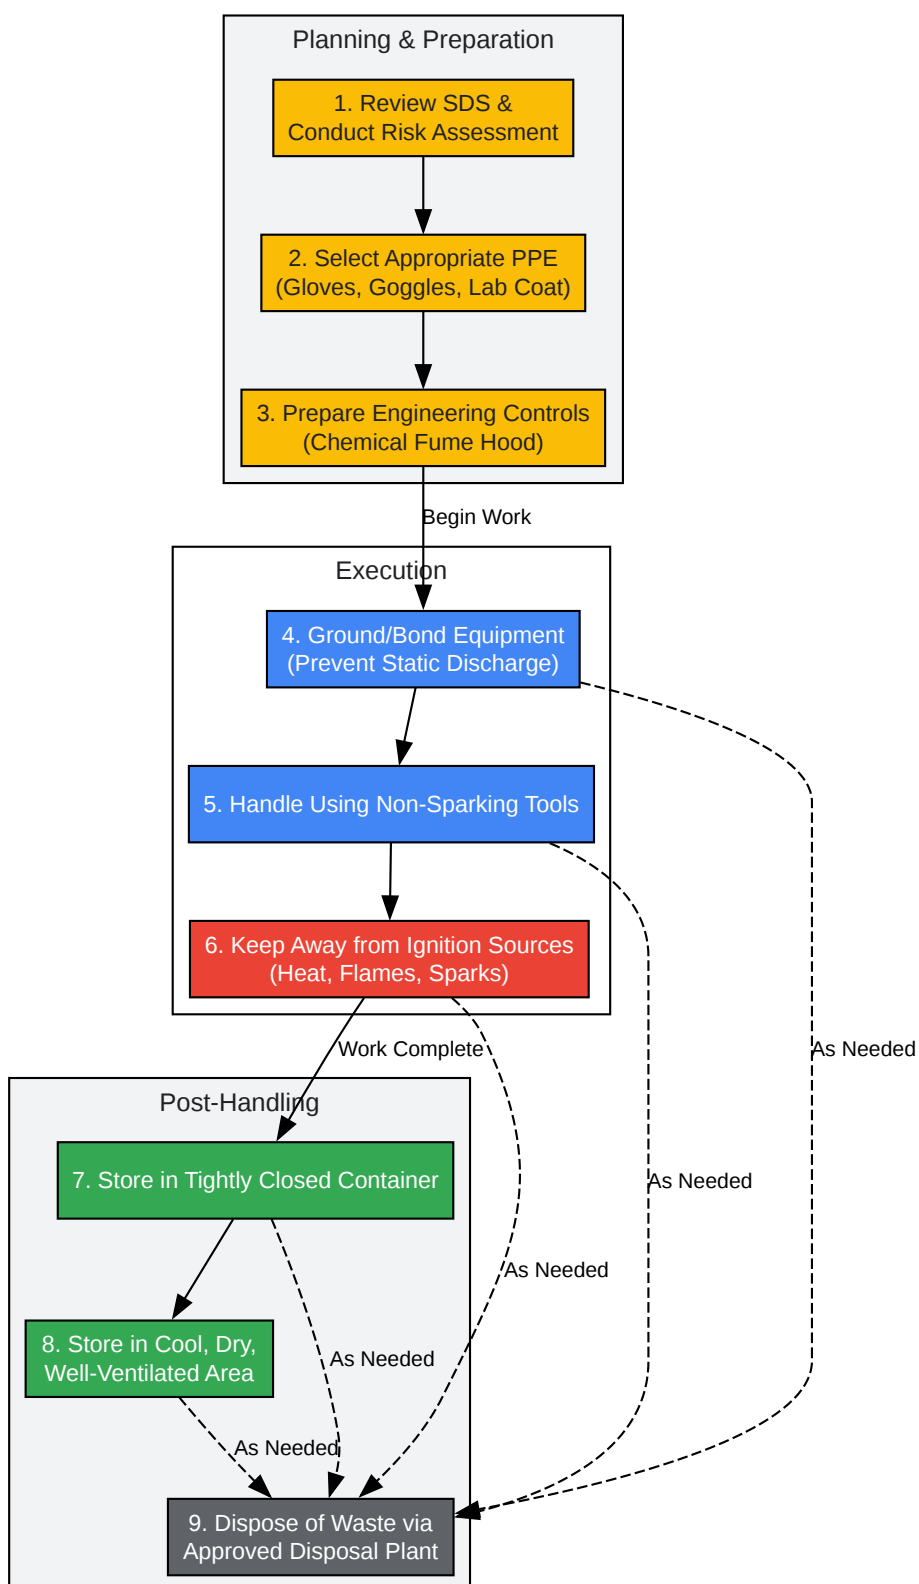 Planning & Preparation
1. Review SDS &
Conduct Risk Assessment
2. Select Appropriate PPE
(Gloves, Goggles, Lab Coat)
3. Prepare Engineering Controls
(Chemical Fume Hood)
Begin Work
Execution
4. Ground/Bond Equipment
(Prevent Static Discharge)
5. Handle Using Non-Sparking Tools
6. Keep Away from Ignition Sources
(Heat, Flames, Sparks)
Work Complete
As Needed
Post-Handling
7. Store in Tightly Closed Container
As Needed
As Needed
8. Store in Cool, Dry,
Well-Ventilated Area
As Needed
As Needed
9. Dispose of Waste via
Approved Disposal Plant